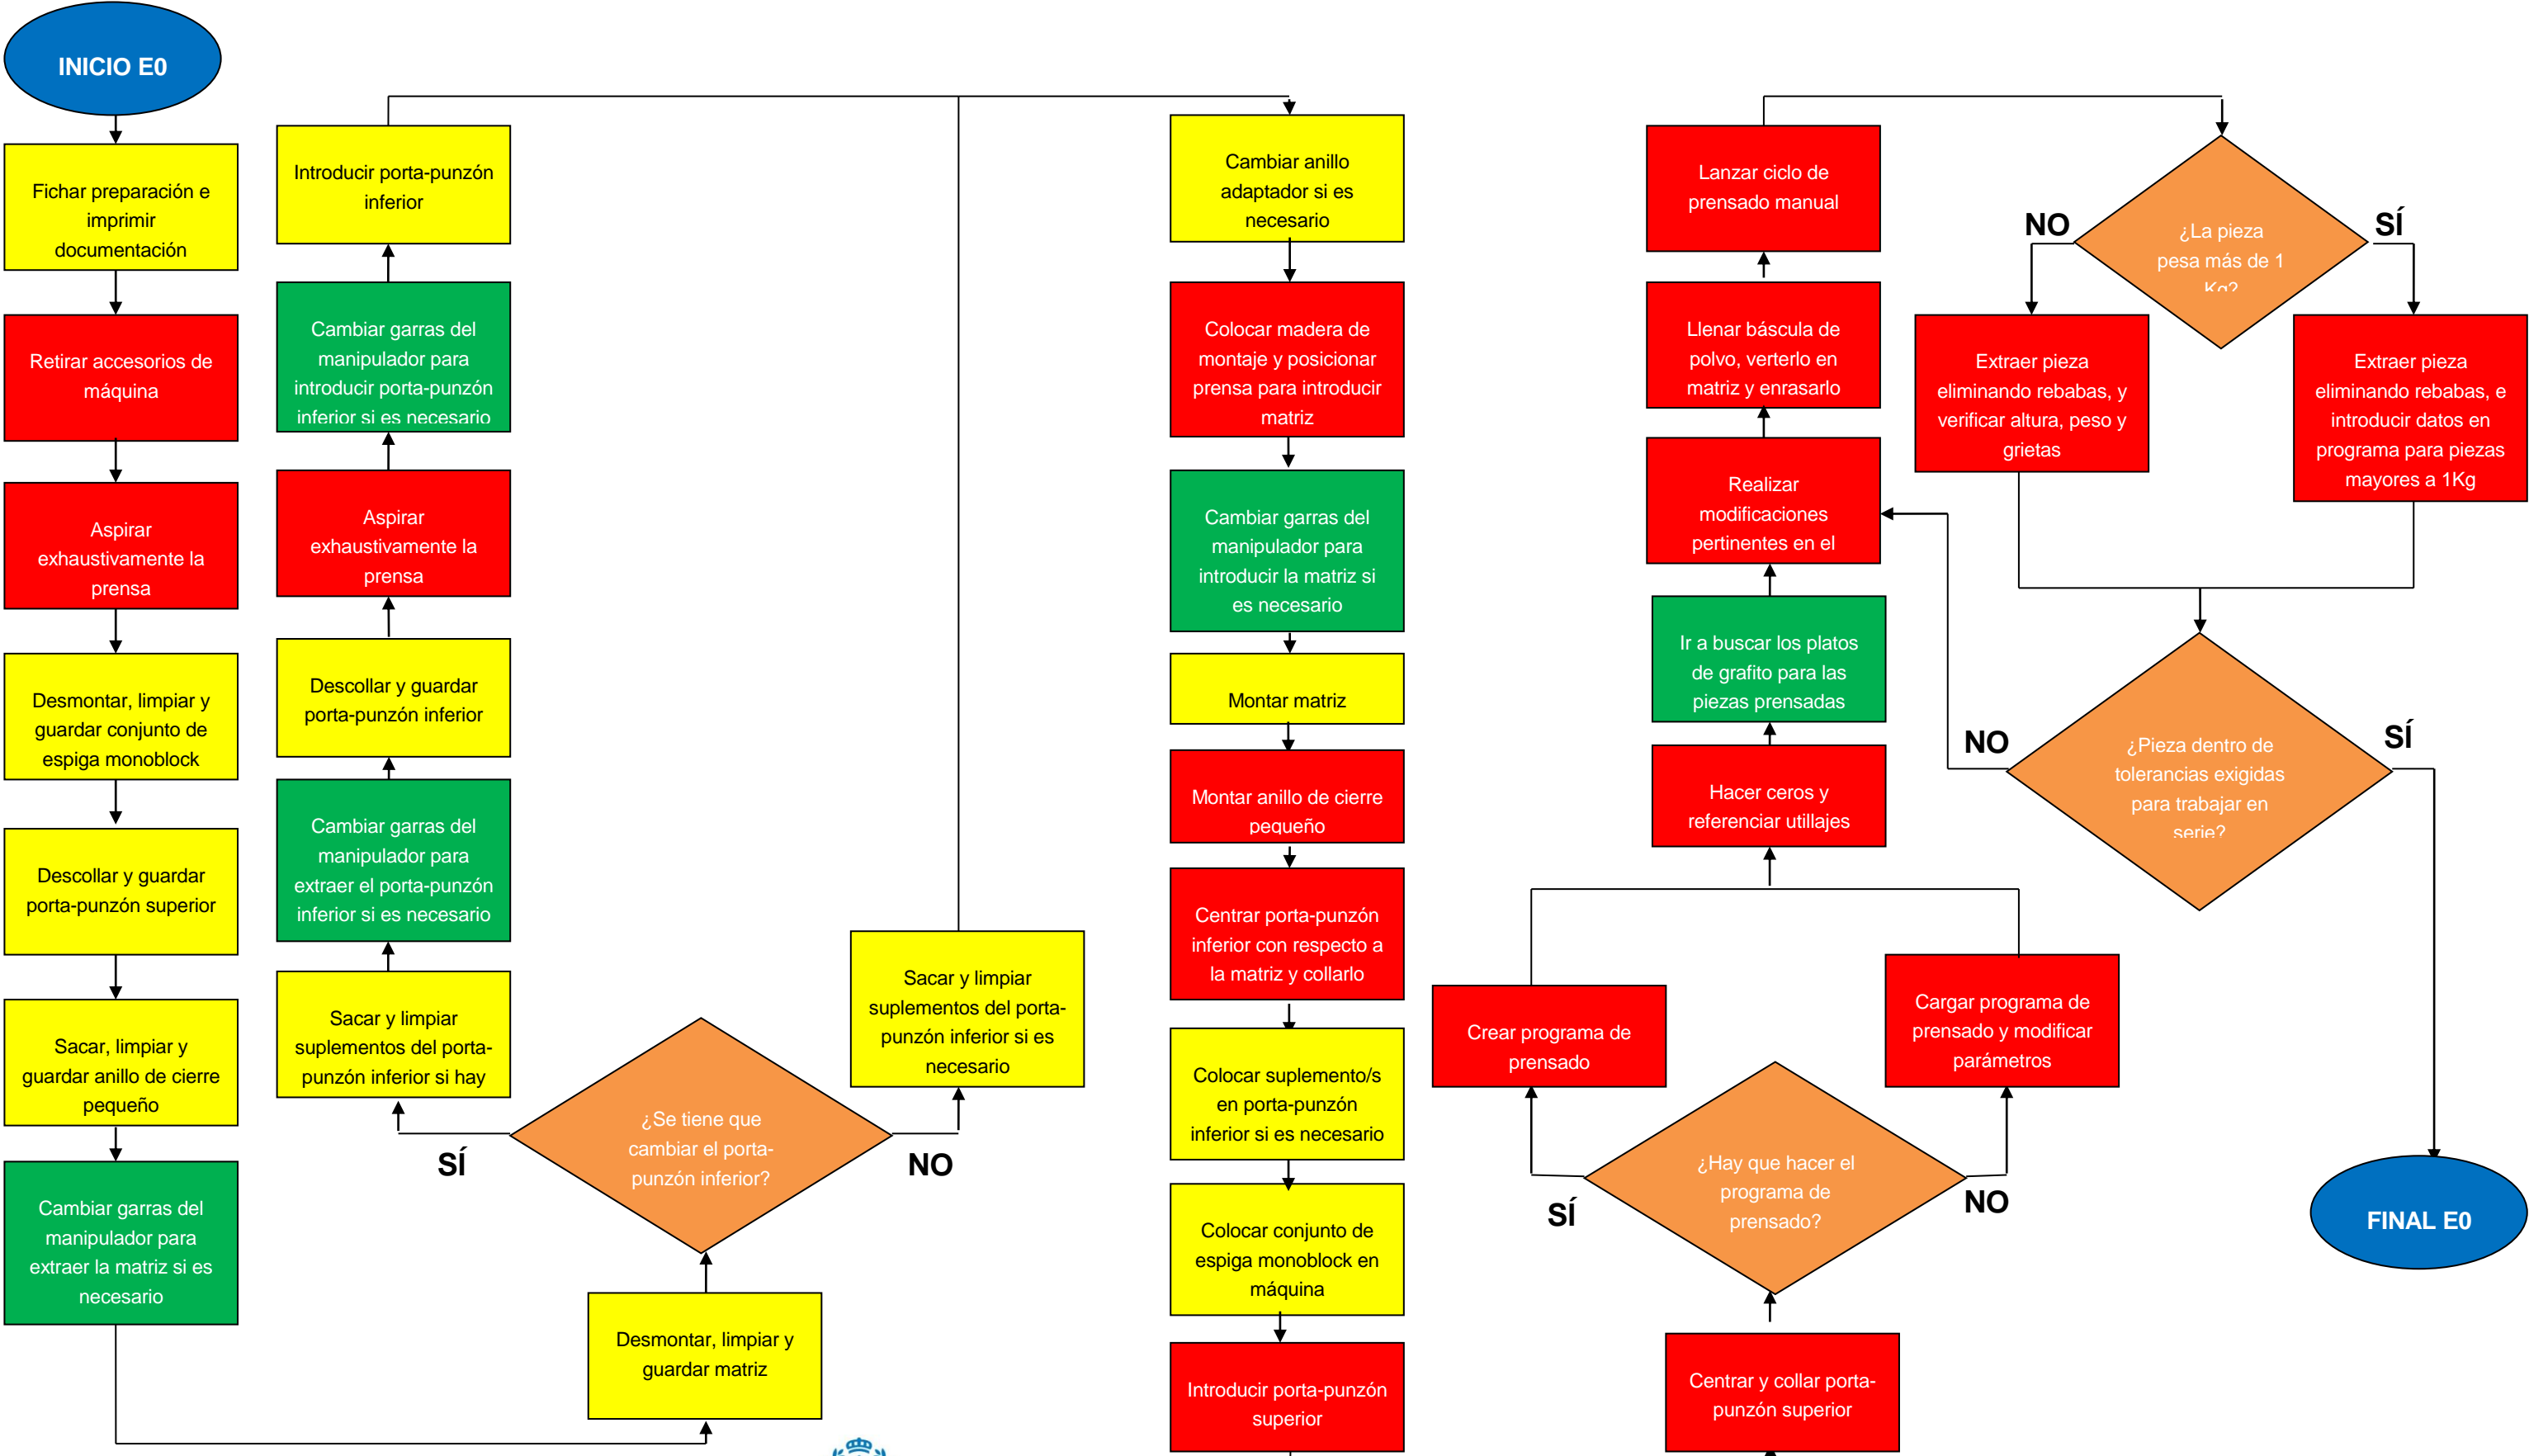 INICIO E0
Fichar preparación e
imprimir
documentación
Retirar accesorios de
máquina
Aspirar
exhaustivamente la
prensa
Desmontar, limpiar y
guardar conjunto de
espiga monoblock
Descollar y guardar
porta-punzón superior
Sacar, limpiar y
guardar anillo de cierre
pequeño
Cambiar garras del
manipulador para
extraer la matriz si es
necesario
Desmontar, limpiar y
guardar matriz
¿Se tiene que
cambiar el porta-
punzón inferior?
SÍ
NO
Sacar y limpiar
suplementos del porta-
punzón inferior si hay
Cambiar garras del
manipulador para
extraer el porta-punzón
inferior si es necesario
Descollar y guardar
porta-punzón inferior
Aspirar
exhaustivamente la
prensa
Cambiar garras del
manipulador para
introducir porta-punzón
inferior si es necesario
Introducir porta-punzón
inferior
Sacar y limpiar
suplementos del porta-
punzón inferior si es
necesario
Cambiar anillo
adaptador si es
necesario
Colocar madera de
montaje y posicionar
prensa para introducir
matriz
Cambiar garras del
manipulador para
introducir la matriz si
es necesario
Montar matriz
Montar anillo de cierre
pequeño
Centrar porta-punzón
inferior con respecto a
la matriz y collarlo
Colocar suplemento/s
en porta-punzón
inferior si es necesario
Colocar conjunto de
espiga monoblock en
máquina
Introducir porta-punzón
superior
Centrar y collar porta-
punzón superior
¿Hay que hacer el
programa de
prensado?
SÍ
NO
Crear programa de
prensado
Cargar programa de
prensado y modificar
parámetros
Hacer ceros y
referenciar utillajes
Ir a buscar los platos
de grafito para las
piezas prensadas
Realizar
modificaciones
pertinentes en el
Llenar báscula de
polvo, verterlo en
matriz y enrasarlo
Lanzar ciclo de
prensado manual
¿La pieza
pesa más de 1
Kg?
NO
SÍ
Extraer pieza
eliminando rebabas, y
verificar altura, peso y
grietas
Extraer pieza
eliminando rebabas, e
introducir datos en
programa para piezas
mayores a 1Kg
¿Pieza dentro de
tolerancias exigidas
para trabajar en
serie?
NO
SÍ
FINAL E0